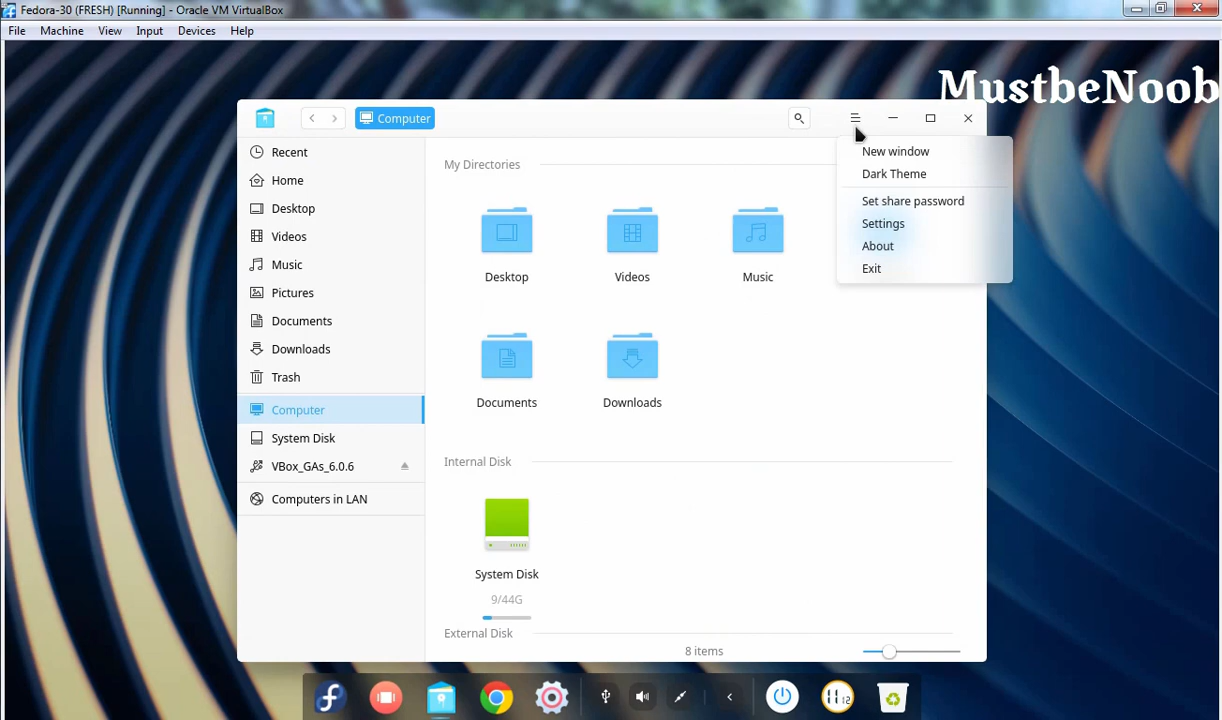 Fedora-30 (FRESH) [Running] - Oracle VM VirtualBox
File Machine View Input Devices Help
MustbeNoob
Computer
New window
Dark Theme
Set share password
Settings
About
Exit
Recent
Home
Desktop
Videos
Music
Pictures
Documents
Downloads
Trash
Computer
System Disk
VBox_GAs_6.0.6
Computers in LAN
My Directories
Desktop Videos Music
Documents Downloads
Internal Disk
System Disk
9/44G
External Disk
8 items